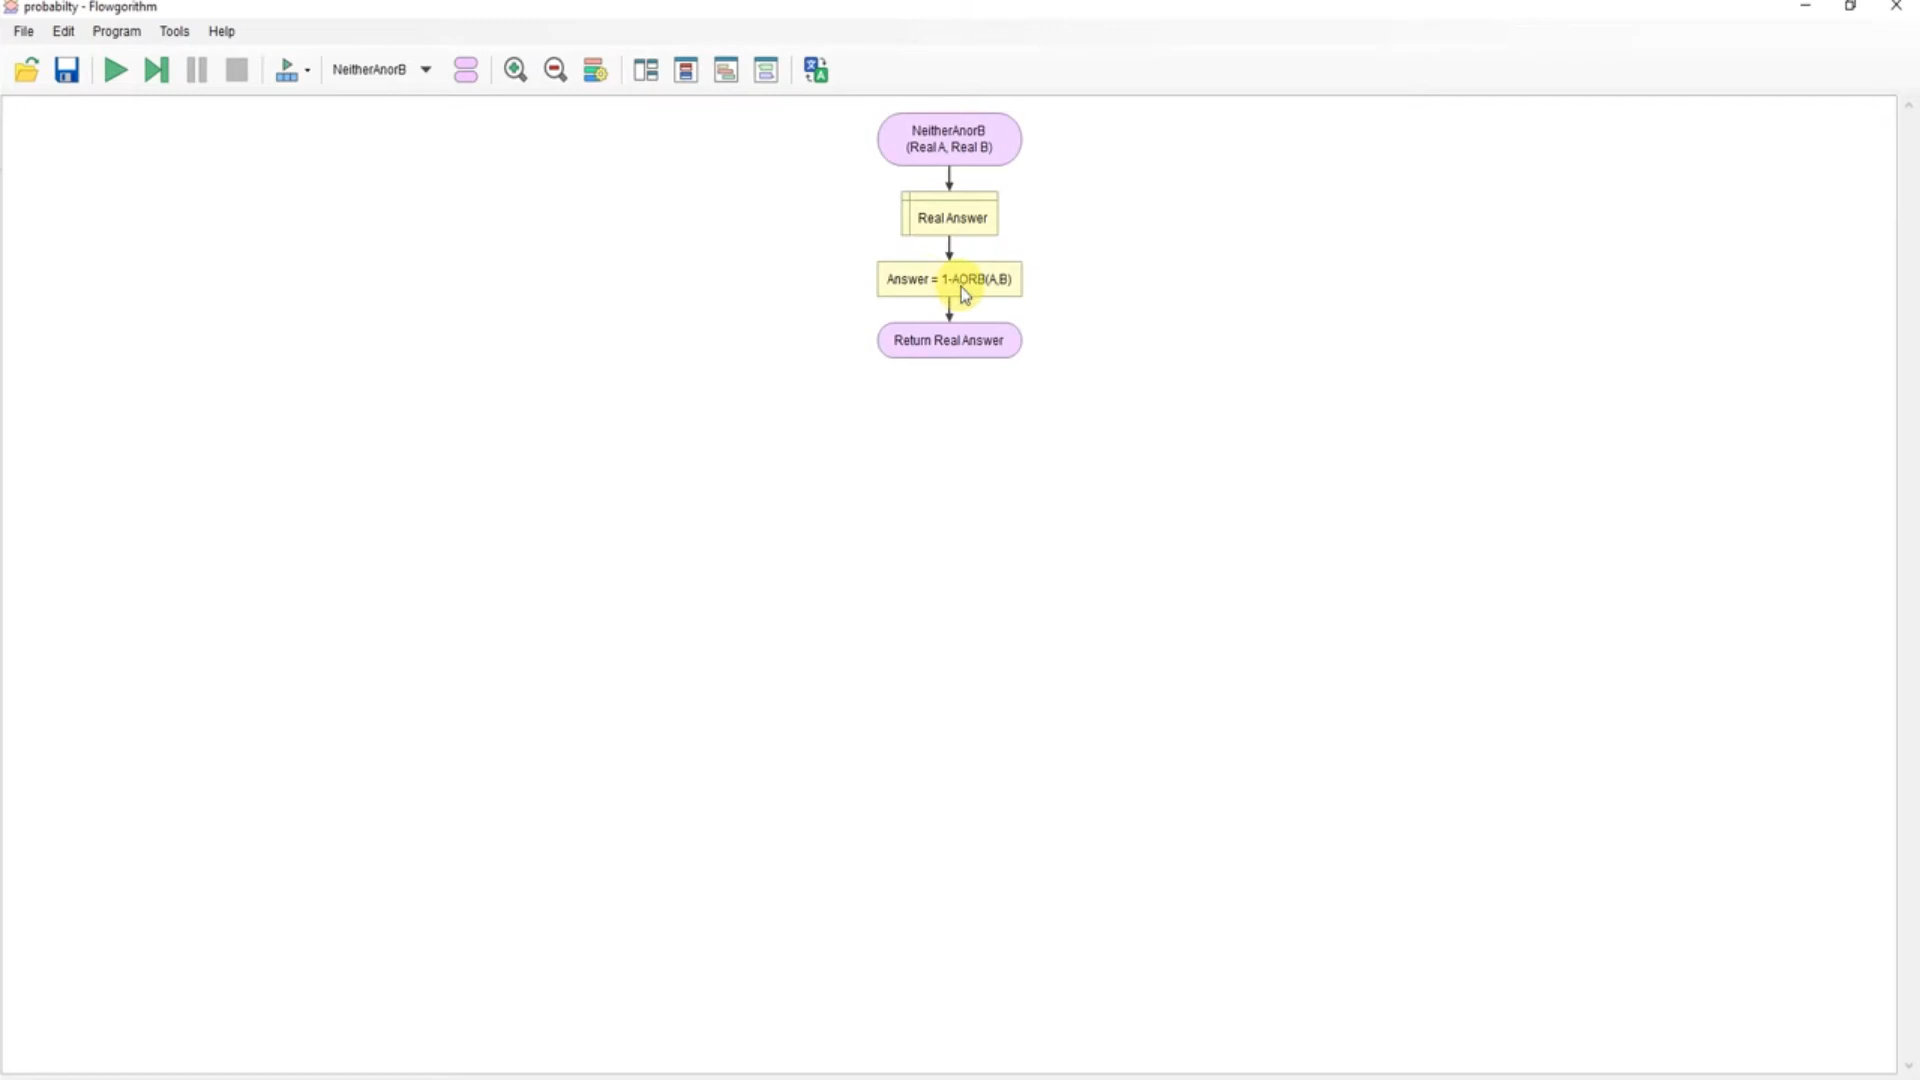 probabilty - Flowgorithm
File Edit Program Tools Help
NeitherAnorB
NeitherAnorB
(Real A, Real B)
Real Answer
Answer = 1-AORB(A,B)
Return Real Answer